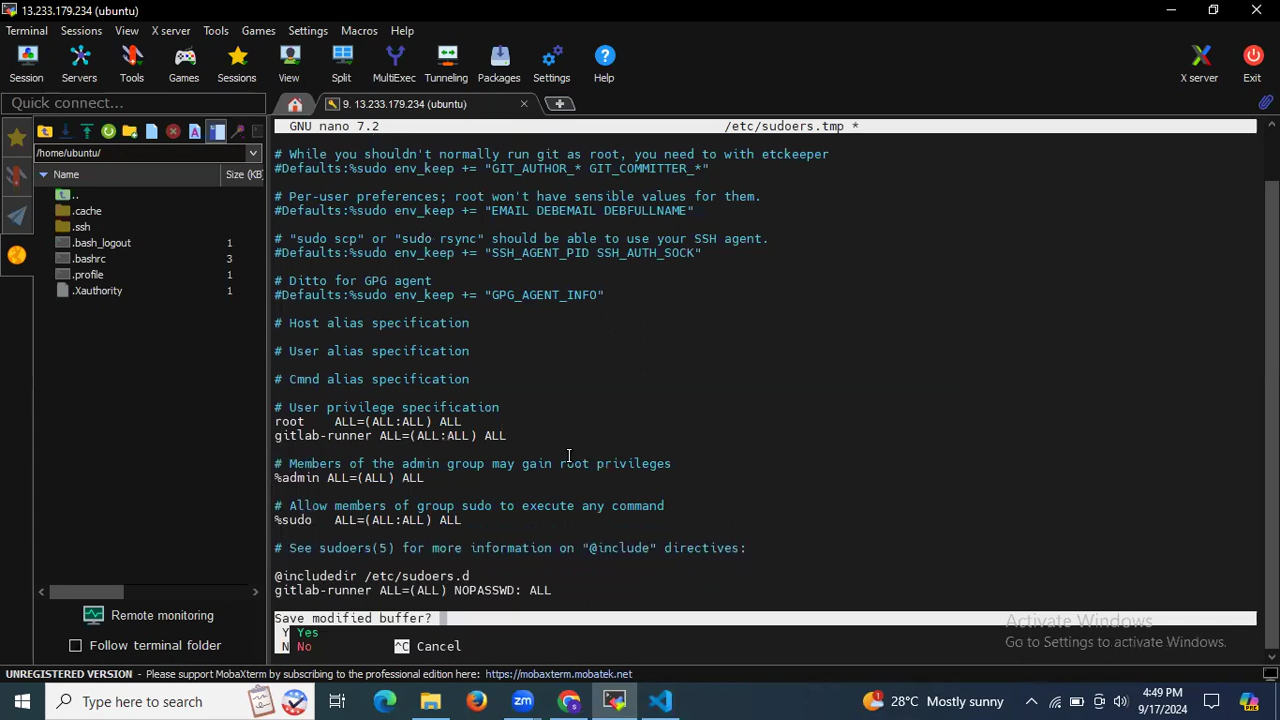 13.233.179.234 (ubuntu)
Terminal Sessions View X server Tools Games Settings Macros Help
Session Servers Tools Games Sessions View Split MultiExec Tunneling Packages Settings Help X server Exit
Quick connect...
9. 13.233.179.234 (ubuntu)
/home/ubuntu/
Name Size (KB)
..
.cache
.ssh
.bash_logout 1
.bashrc 3
.profile 1
.Xauthority 1
Remote monitoring
Follow terminal folder
GNU nano 7.2 /etc/sudoers.tmp *
# While you shouldn't normally run git as root, you need to with etckeeper
#Defaults:%sudo env_keep += "GIT_AUTHOR_* GIT_COMMITTER_*"
# Per-user preferences; root won't have sensible values for them.
#Defaults:%sudo env_keep += "EMAIL DEBEMAIL DEBFULLNAME"
# "sudo scp" or "sudo rsync" should be able to use your SSH agent.
#Defaults:%sudo env_keep += "SSH_AGENT_PID SSH_AUTH_SOCK"
# Ditto for GPG agent
#Defaults:%sudo env_keep += "GPG_AGENT_INFO"
# Host alias specification
# User alias specification
# Cmnd alias specification
# User privilege specification
root ALL=(ALL:ALL) ALL
gitlab-runner ALL=(ALL:ALL) ALL
# Members of the admin group may gain root privileges
%admin ALL=(ALL) ALL
# Allow members of group sudo to execute any command
%sudo ALL=(ALL:ALL) ALL
# See sudoers(5) for more information on "@include" directives:
@includedir /etc/sudoers.d
gitlab-runner ALL=(ALL) NOPASSWD: ALL
Save modified buffer?
Y Yes
N No ^C Cancel
Activate Windows
Go to Settings to activate Windows.
UNREGISTERED VERSION - Please support MobaXterm by subscribing to the professional edition here: https://mobaxterm.mobatek.net
Type here to search
zm
28°C Mostly sunny
4:49 PM
9/17/2024